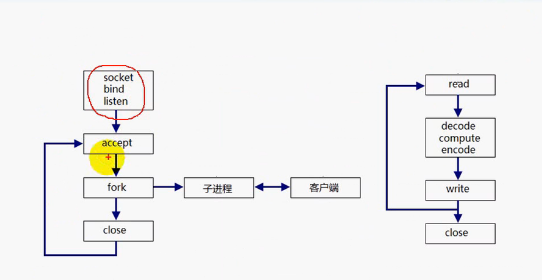 socket
bind
listen
accept
fork
子进程
客户端
close
read
decode
compute
encode
write
close